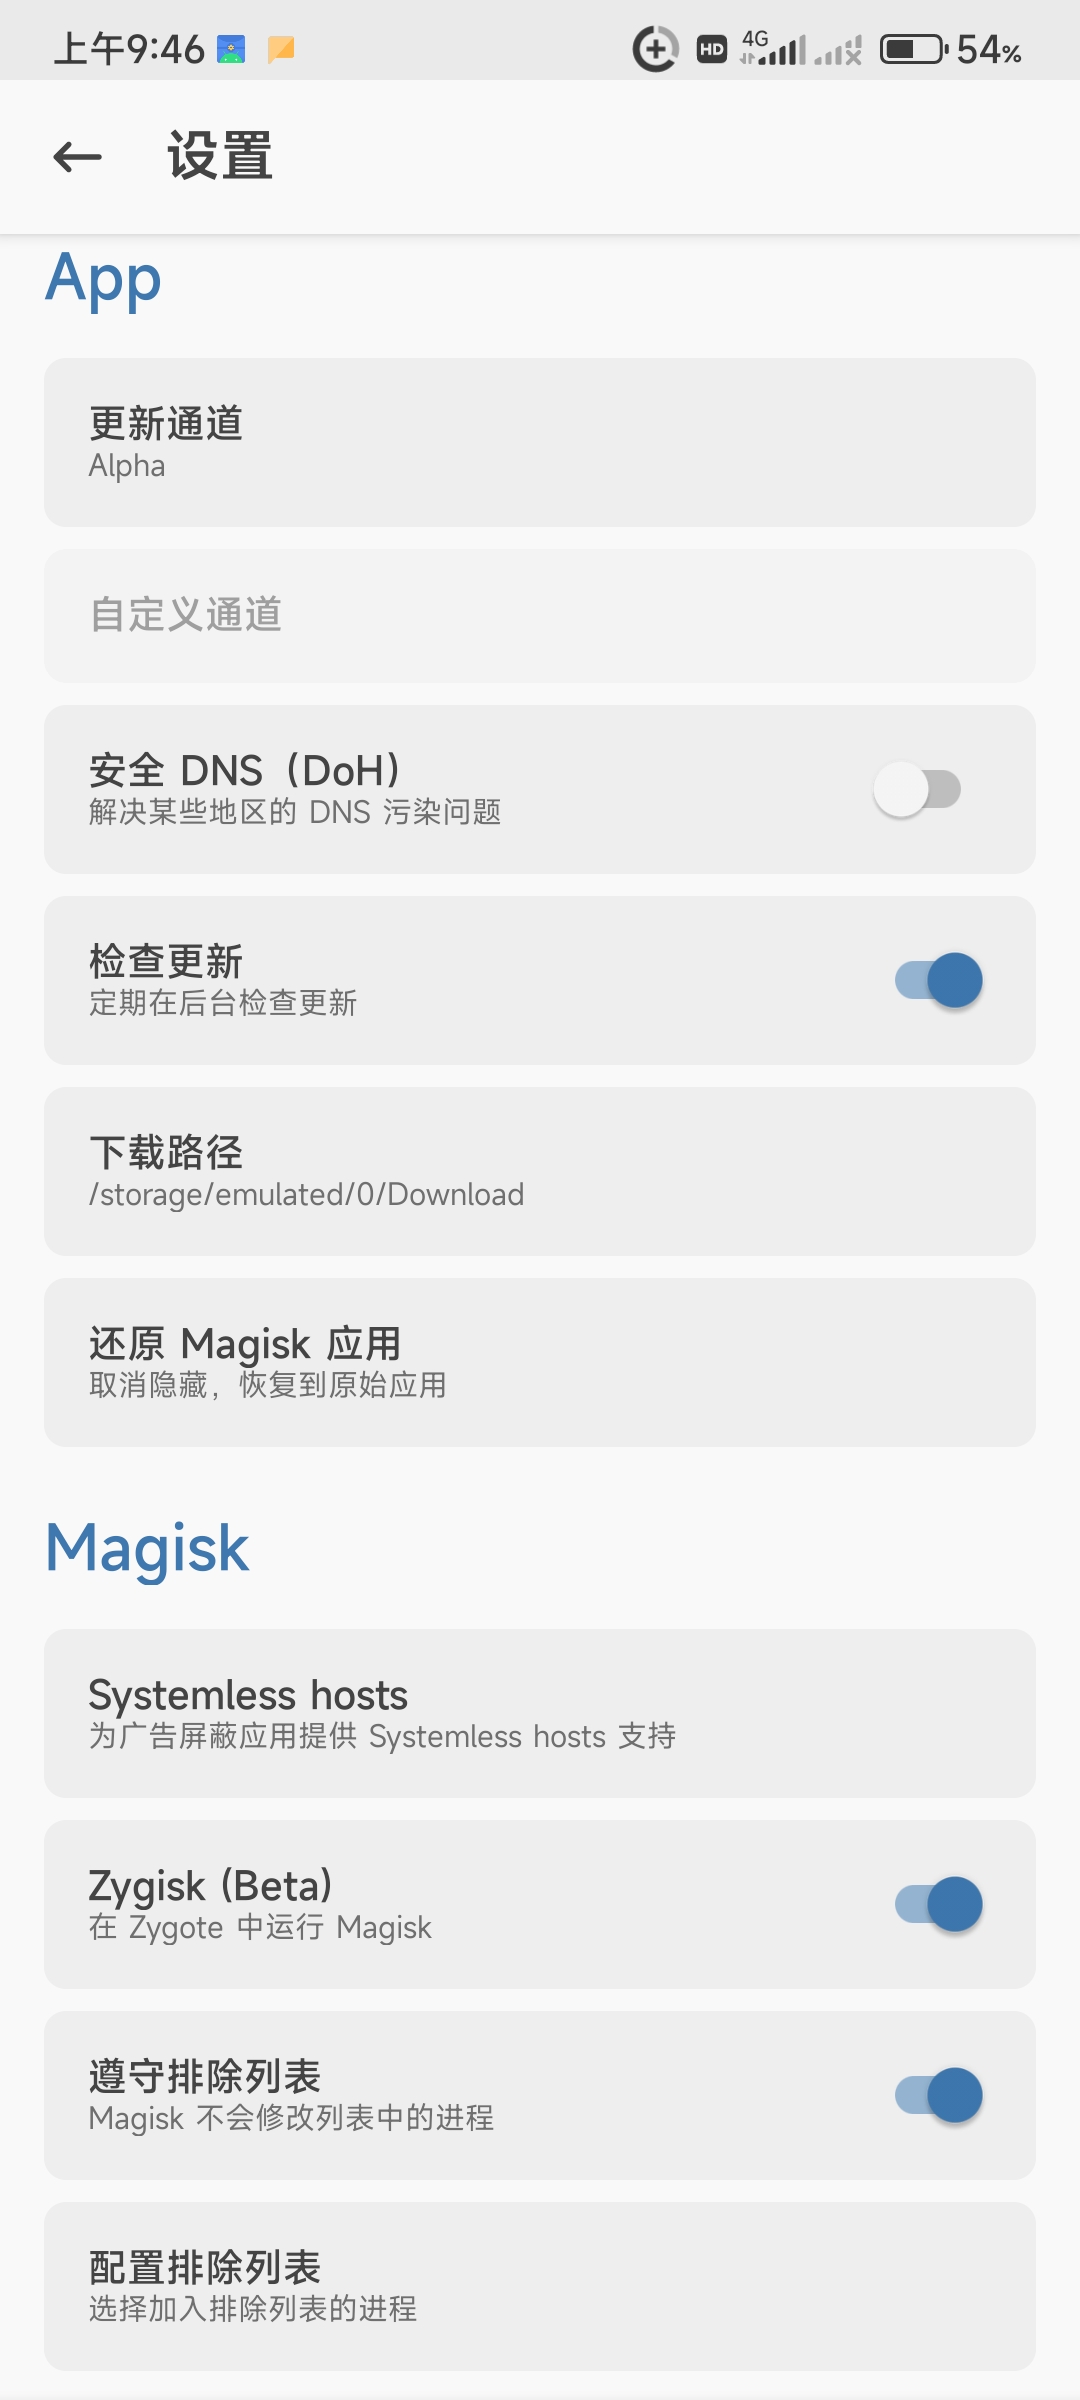 上午9:46
HD
4G
54%
设置
App
更新通道
Alpha
自定义通道
安全 DNS（DoH）
解决某些地区的 DNS 污染问题
检查更新
定期在后台检查更新
下载路径
/storage/emulated/0/Download
还原 Magisk 应用
取消隐藏，恢复到原始应用
Magisk
Systemless hosts
为广告屏蔽应用提供 Systemless hosts 支持
Zygisk (Beta)
在 Zygote 中运行 Magisk
遵守排除列表
Magisk 不会修改列表中的进程
配置排除列表
选择加入排除列表的进程